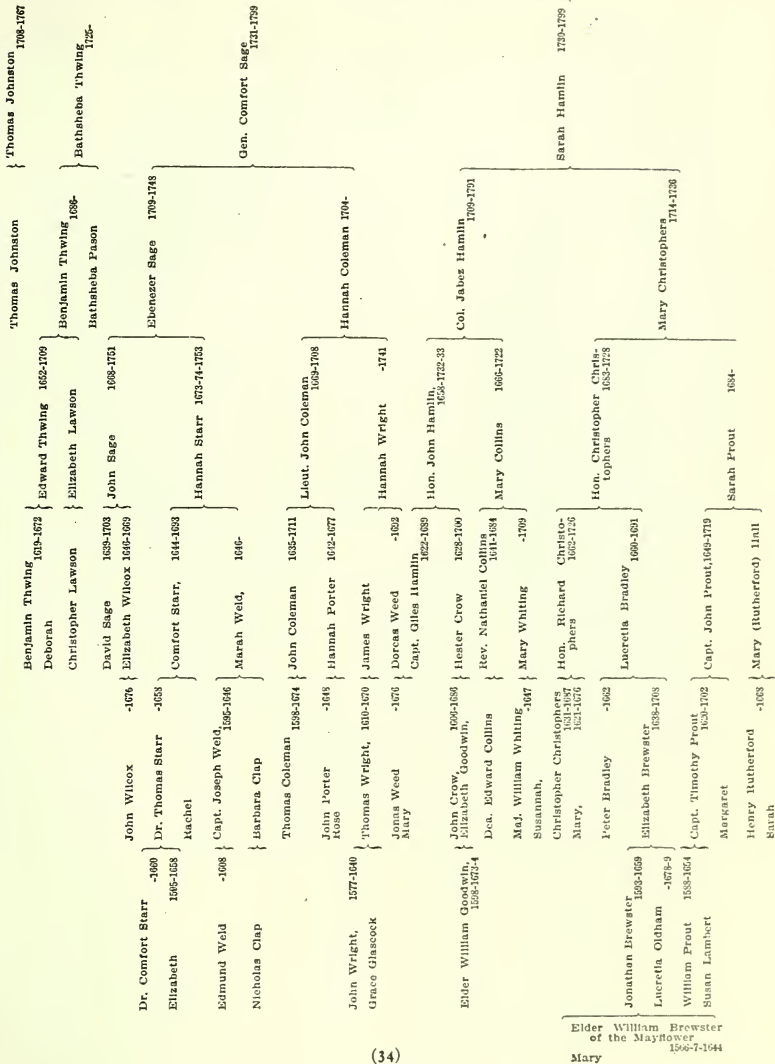 Thomas Johnston 1708-1767
Bathsheba Thwing 1725-
Gen. Comfort Sage 1731-1799
Sarah Hamlin 1730-1799
Thomas Johnston
Benjamin Thwing 1686-
Bathsheba Pason
Ebenezer Sage 1709-1748
Hannah Coleman 1704-
Col. Jabez Hamlin 1709-1791
Mary Christophers 1714-1736
Edward Thwing 1652-1709
Elizabeth Lawson
John Sage 1668-1751
Hannah Starr 1673-74-1753
Lieut. John Coleman
1669-1708
Hannah Wright -1741
Hon. John Hamlin,
1658-1732-33
Mary Collins 1666-1722
Hon. Christopher Chris-
tophers
1683-1728
Sarah Prout 1684-
Benjamin Thwing 1619-1672
Deborah
Christopher Lawson
David Sage 1639-1703
Elizabeth Wilcox 1646-1669
Comfort Starr, 1644-1693
Marah Weld, 1646-
John Coleman 1635-1711
Hannah Porter 1642-1677
James Wright
Dorcas Weed -1692
Capt. Giles Hamlin
1622-1689
Hester Crow 1628-1700
Rev. Nathaniel Collins
1641-1684
Mary Whiting -1709
Hon. Richard Christo-
phers 1662-1726
Lucretia Bradley
1660-1691
Capt. John Prout, 1649-1719
Mary (Rutherford) Hall
John Wilcox -1676
Dr. Thomas Starr -1658
Rachel
Capt. Joseph Weld,
1595-1646
Barbara Clap
Thomas Coleman
1598-1674
John Porter -1648
Rose
Thomas Wright, 1610-1670
Jonas Weed -1676
Mary
John Crow, 1606-1686
Elizabeth Goodwin,
Dea. Edward Collins
Maj. William Whiting
-1647
Susannah,
Christopher Christophers
1631-1687
Mary, 1621-1676
Peter Bradley -1662
Elizabeth Brewster
1638-1708
Capt. Timothy Prout
1620-1702
Margaret
Henry Rutherford
-1668
Sarah
Dr. Comfort Starr
-1660
Elizabeth 1595-1658
Edmund Weld -1608
Nicholas Clap
John Wright, 1577-1640
Grace Glascock
Elder William Goodwin,
1598-1673-4
Jonathan Brewster
1593-1659
Lucretia Oldham
-1678-9
William Prout 1588-1654
Susan Lambert
Elder William Brewster
of the Mayflower
1566-7-1644
Mary
(34)